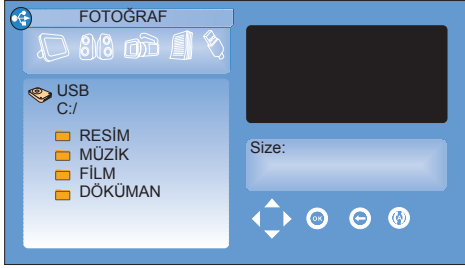 FOTOĞRAF
USB
C:/
RESİM
MÜZİK
FİLM
DÖKÜMAN
Size:
OK